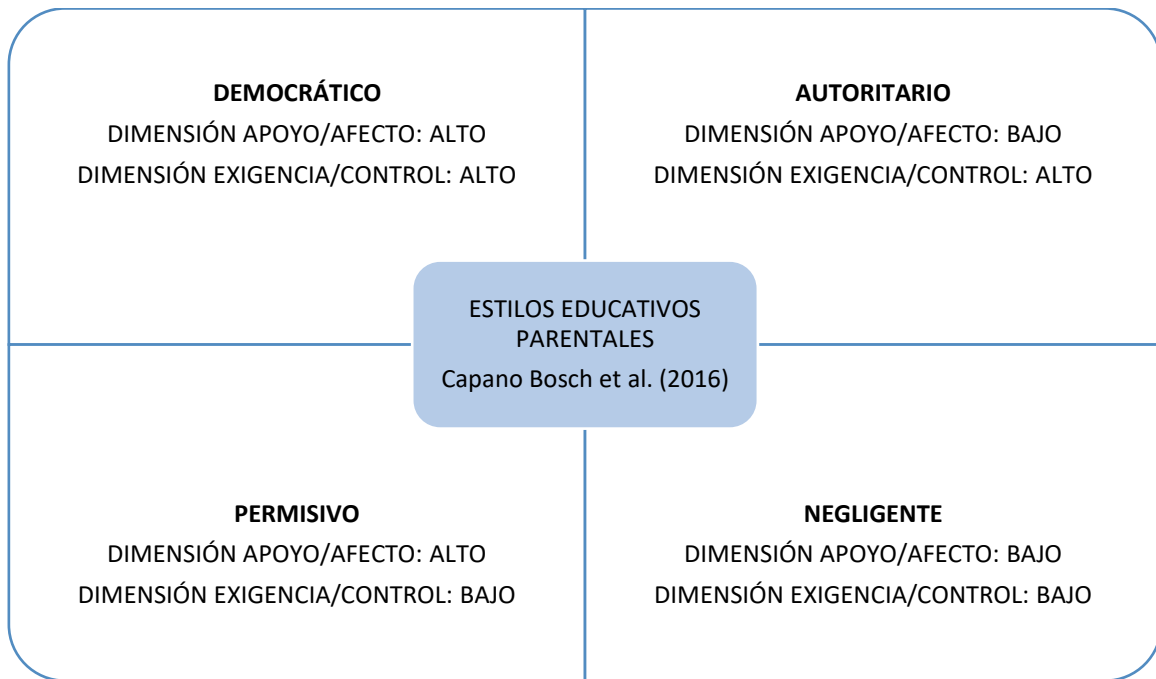 DEMOCRÁTICO
DIMENSIÓN APOYO/AFECTO: ALTO
DIMENSIÓN EXIGENCIA/CONTROL: ALTO
AUTORITARIO
DIMENSIÓN APOYO/AFECTO: BAJO
DIMENSIÓN EXIGENCIA/CONTROL: ALTO
ESTILOS EDUCATIVOS
PARENTALES
Capano Bosch et al. (2016)
PERMISIVO
DIMENSIÓN APOYO/AFECTO: ALTO
DIMENSIÓN EXIGENCIA/CONTROL: BAJO
NEGLIGENTE
DIMENSIÓN APOYO/AFECTO: BAJO
DIMENSIÓN EXIGENCIA/CONTROL: BAJO